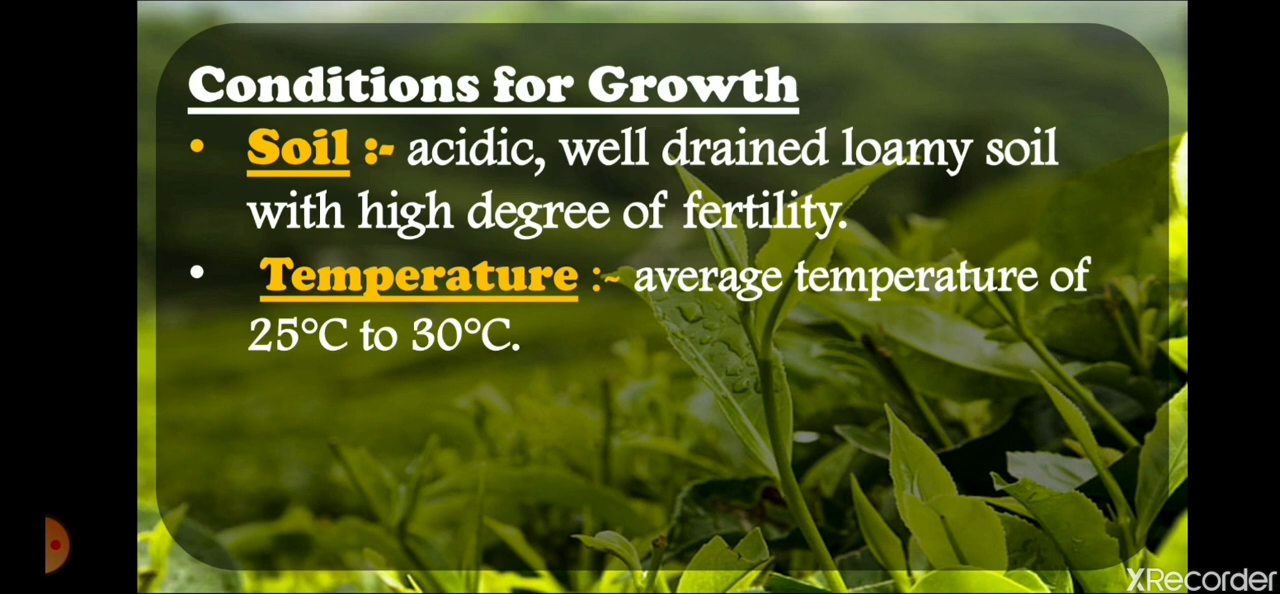 Conditions for Growth
• Soil :- acidic, well drained loamy soil
with high degree of fertility.
• Temperature :~ average temperature of
25°C to 30°C.
XRecorder